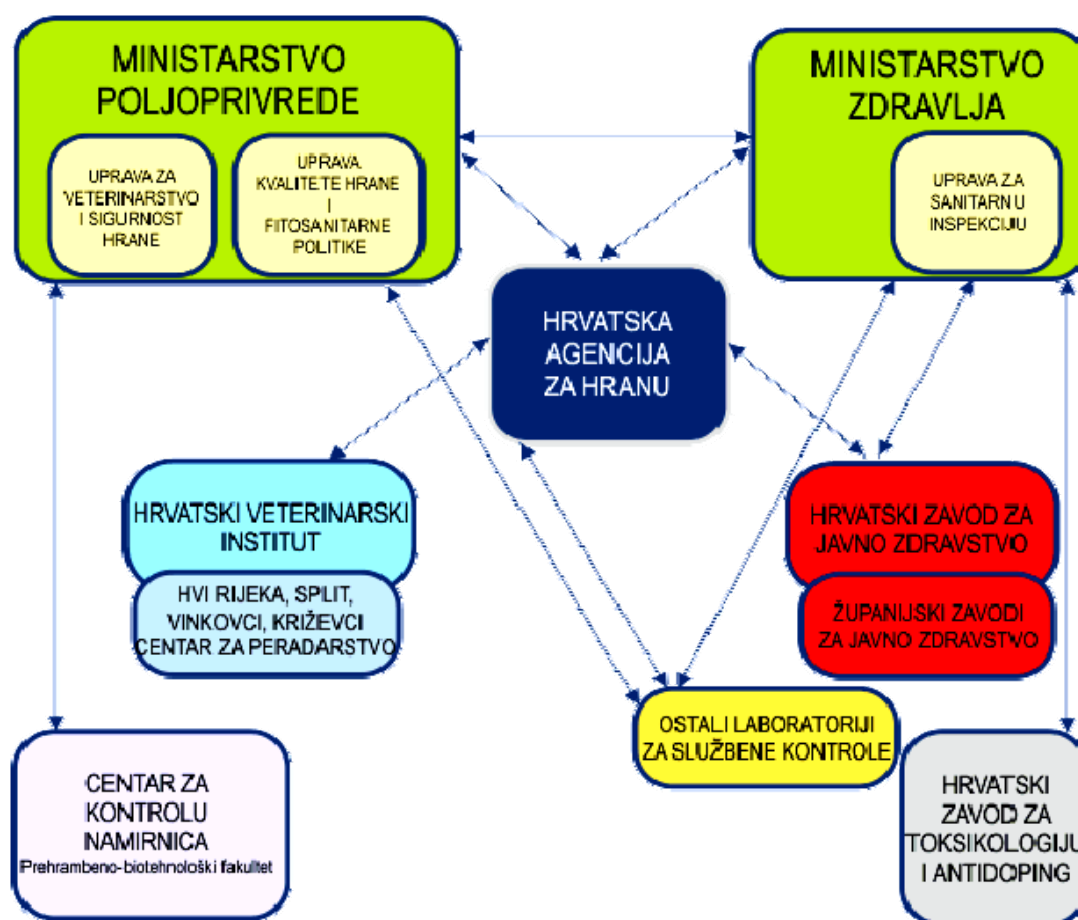 MINISTARSTVO
POLJOPRIVREDE
UPRAVA ZA
VETERINARSTVO
I SIGURNOST
HRANE
UPRAVA
KVALITETE HRANE
I
FITOSANITARNE
POLITIKE
MINISTARSTVO
ZDRAVLJA
UPRAVA ZA
SANITARNU
INSPEKCIJU
HRVATSKA
AGENCIJA
ZA HRANU
HRVATSKI VETERINARSKI
INSTITUT
HVI RIJEKA, SPLIT,
VINKOVCI, KRIŽEVCI
CENTAR ZA PERADARSTVO
HRVATSKI ZAVOD ZA
JAVNO ZDRAVSTVO
ŽUPANIJSKI ZAVODI
ZA JAVNO ZDRAVSTVO
OSTALI LABORATORIJI
ZA SLUŽBENE KONTROLE
CENTAR ZA
KONTROLU
NAMIRNICA
Prehrambeno-biotehnološki fakultet
HRVATSKI
ZAVOD ZA
TOKSIKOLOGIJU
I ANTIDOPING